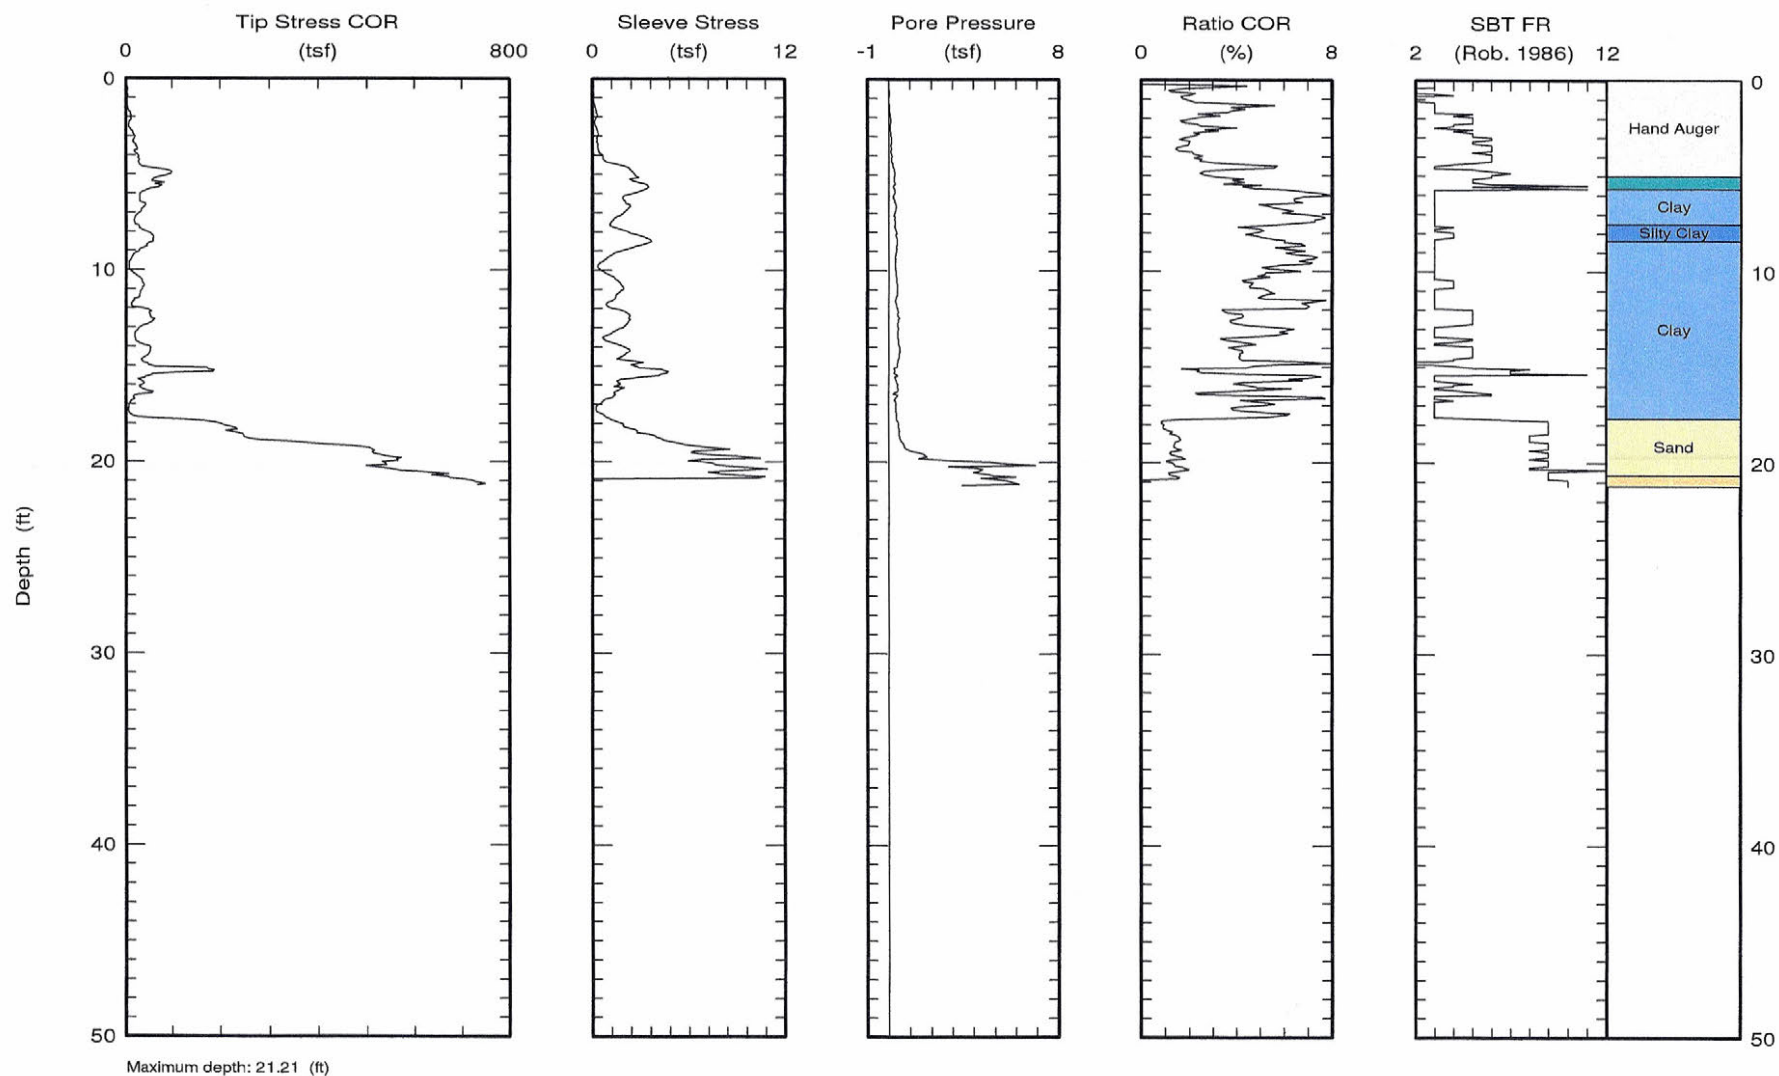 Tip Stress COR
Sleeve Stress
Pore Pressure
Ratio COR
SBT FR
0 (tsf) 800
0 (tsf) 12
-1 (tsf) 8
0 (%) 8
2 (Rob. 1986) 12
0
0
Hand Auger
Clay
Silty Clay
10
10
Clay
Sand
20
20
Depth (ft)
30
30
40
40
50
50
Maximum depth: 21.21 (ft)